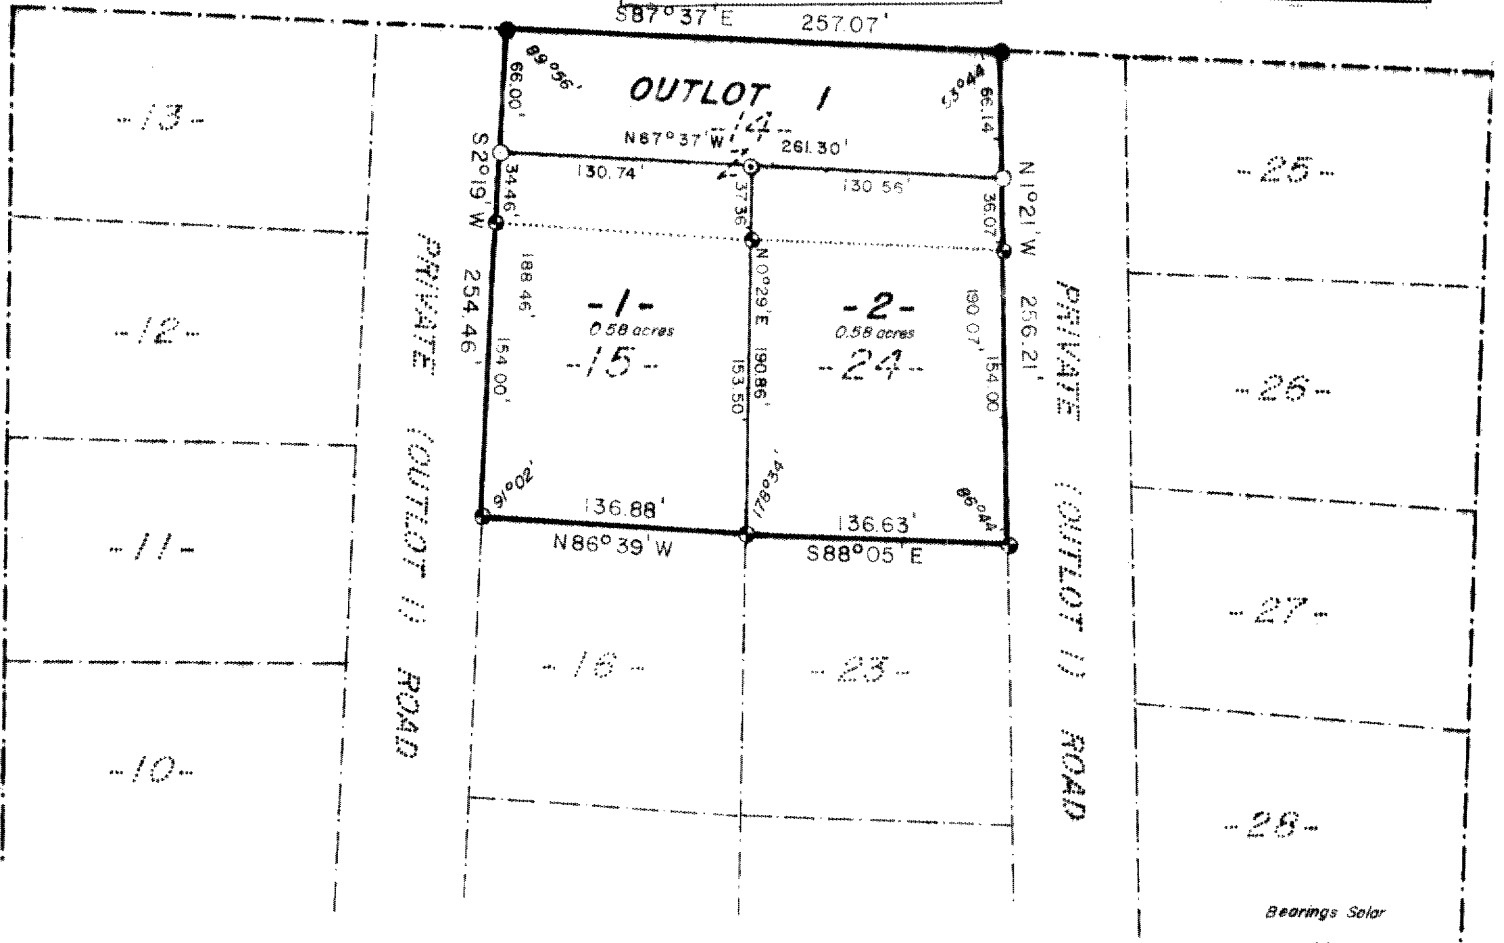 S87°37'E 257.07'
89°56'
66.00'
OUTLOT 1
93°44'
66.14'
-13-
-14-
N87°37'W 261.30'
S2°19'W 254.46'
34.46'
130.74'
37.36'
130.56'
36.07'
N1°21'W 256.21'
-25-
PRIVATE (OUTLOT 1) ROAD
188.46'
154.00'
-1-
0.58 acres
-15-
N0°29'E 190.86'
153.50'
-2-
0.58 acres
-24-
190.07'
154.00'
PRIVATE (OUTLOT 1) ROAD
-12-
-26-
91°02'
136.88'
N86°39'W
178°34'
136.63'
S88°05'E
86°44'
-11-
-27-
-16-
-23-
-10-
-28-
Bearings Solar